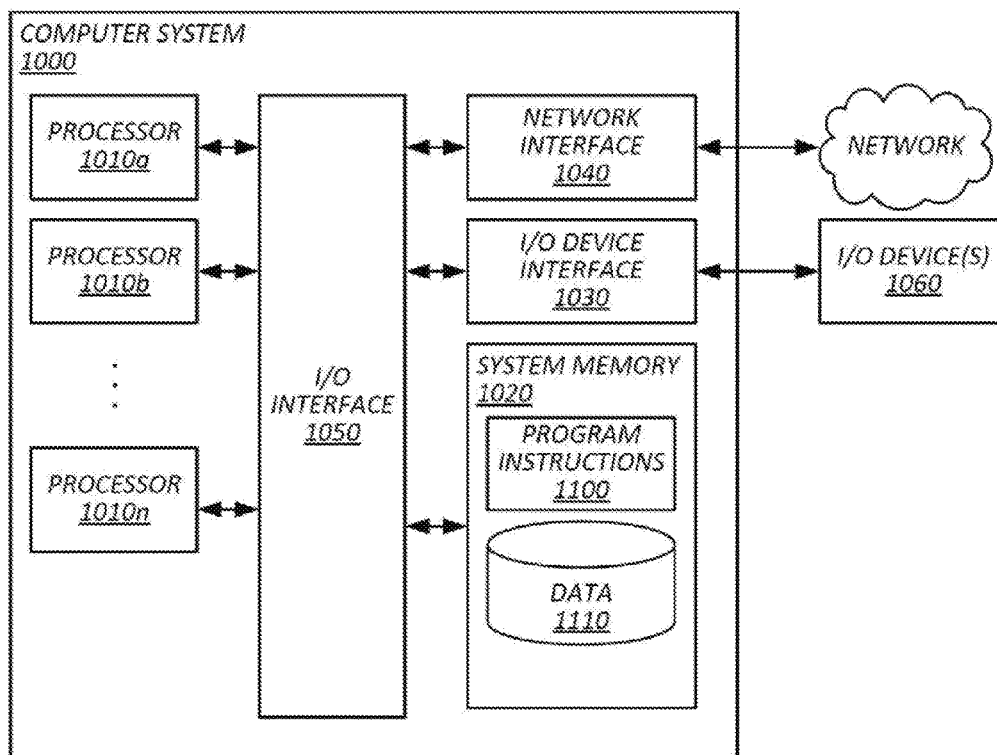 COMPUTER SYSTEM
1000
PROCESSOR
1010a
PROCESSOR
1010b
PROCESSOR
1010n
I/O
INTERFACE
1050
NETWORK
INTERFACE
1040
I/O DEVICE
INTERFACE
1030
SYSTEM MEMORY
1020
PROGRAM
INSTRUCTIONS
1100
DATA
1110
NETWORK
I/O DEVICE(S)
1060